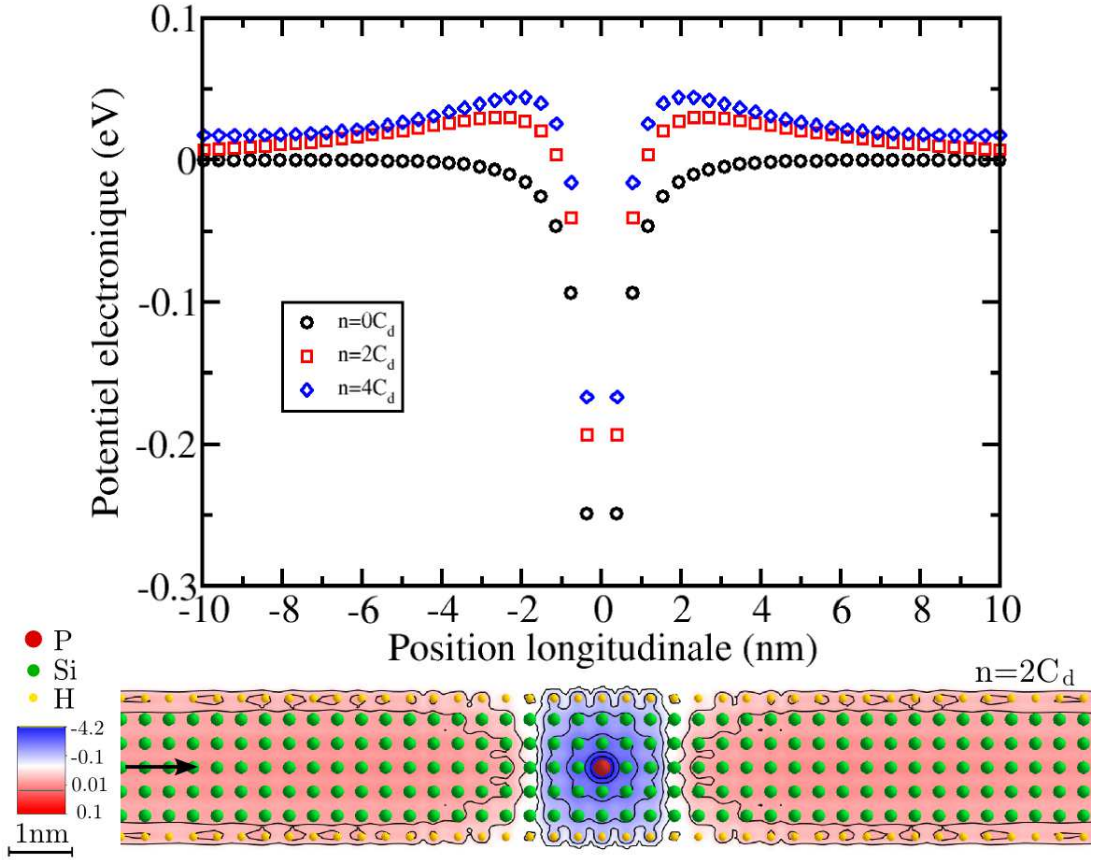 0.1
0
-0.1
-0.2
-0.3
Potentiel electronique (eV)
n=0C_d
n=2C_d
n=4C_d
-10 -8 -6 -4 -2 0 2 4 6 8 10
Position longitudinale (nm)
P
Si
H
n=2C_d
-4.2
-0.1
0.01
0.1
1nm